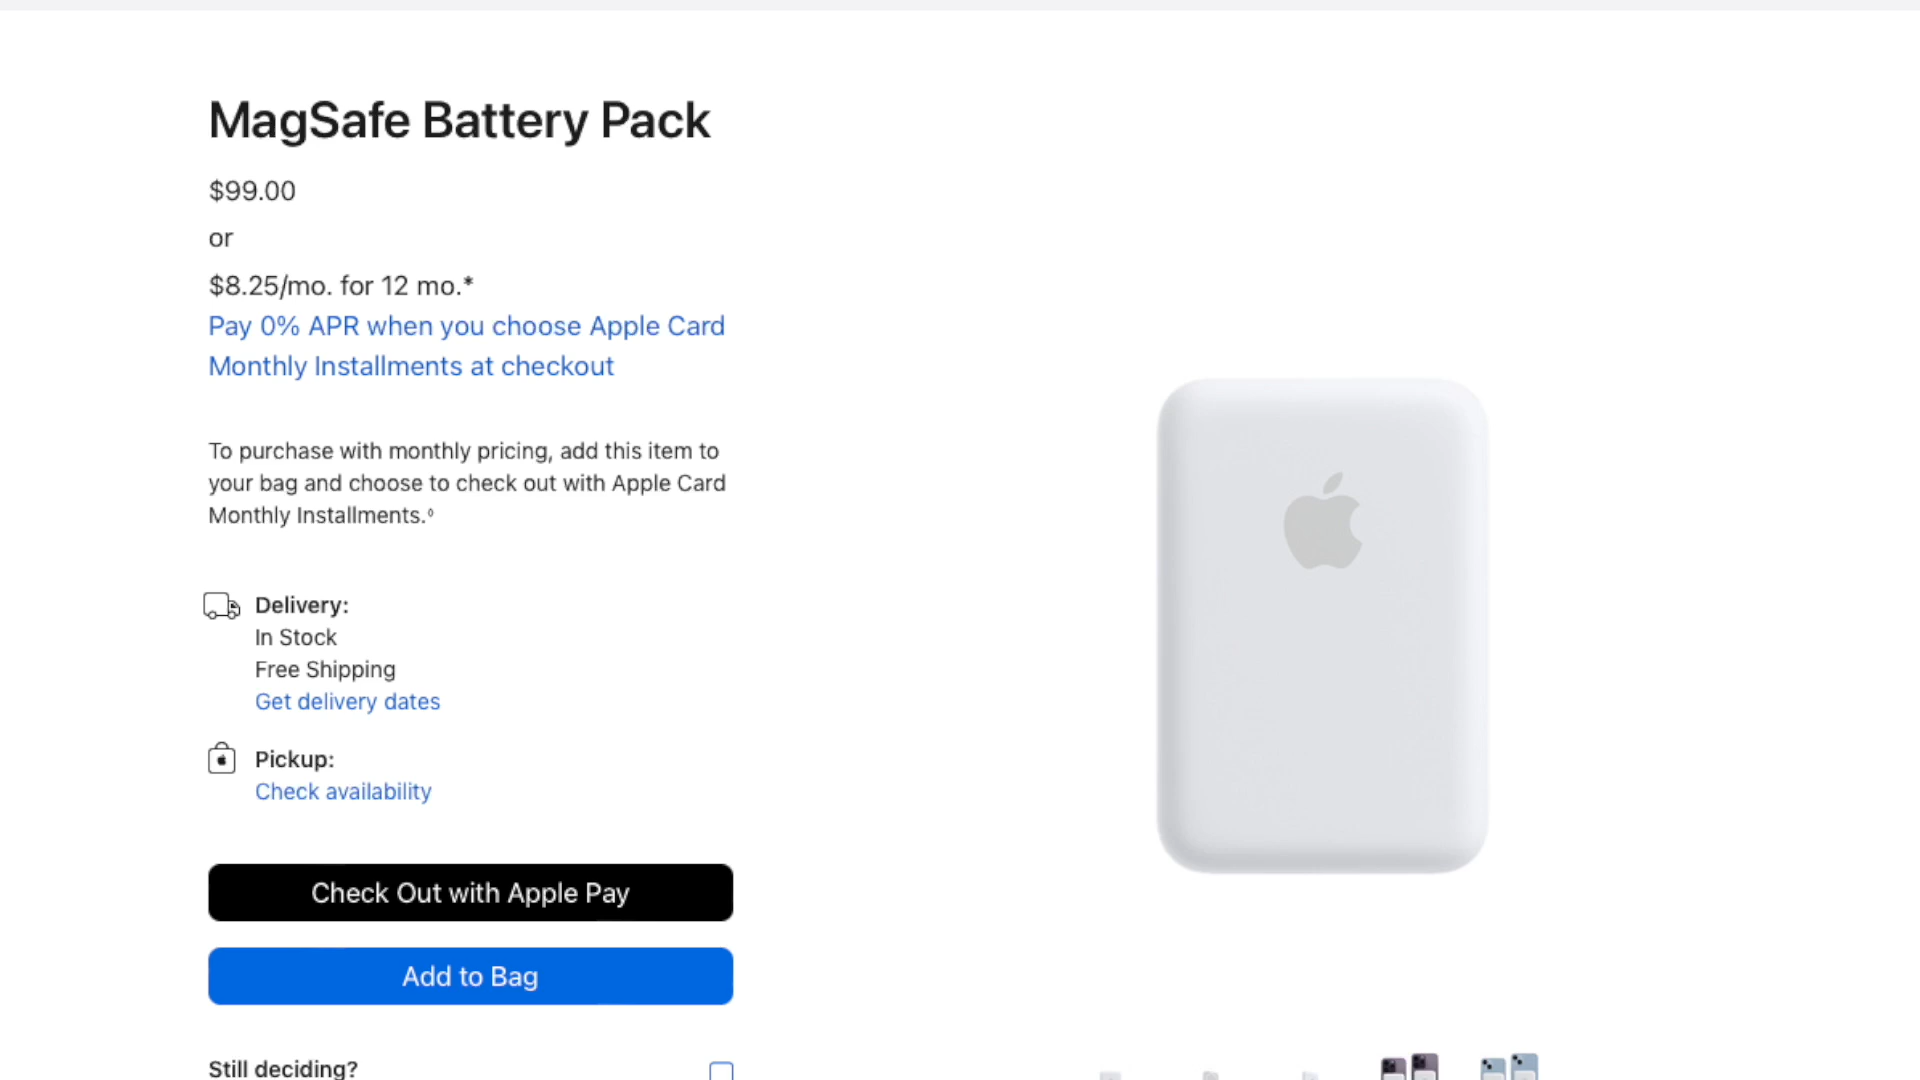 MagSafe Battery Pack
$99.00
or
$8.25/mo. for 12 mo.*
Pay 0% APR when you choose Apple Card
Monthly Installments at checkout
To purchase with monthly pricing, add this item to
your bag and choose to check out with Apple Card
Monthly Installments.◊
Delivery:
In Stock
Free Shipping
Get delivery dates
Pickup:
Check availability
Check Out with Apple Pay
Add to Bag
Still deciding?